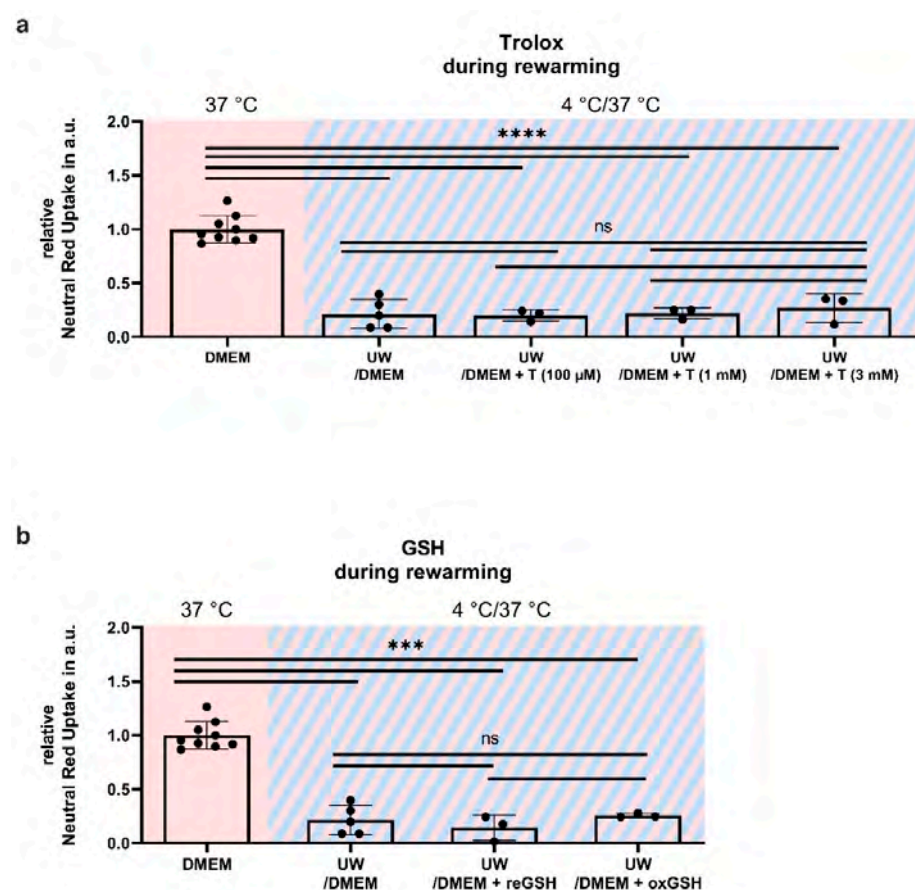 a
Trolox
during rewarming
37 °C
4 °C/37 °C
relative
Neutral Red Uptake in a.u.
2.0
1.5
1.0
0.5
0.0
****
ns
DMEM
UW
/DMEM
UW
/DMEM + T (100 µM)
UW
/DMEM + T (1 mM)
UW
/DMEM + T (3 mM)
b
GSH
during rewarming
37 °C
4 °C/37 °C
relative
Neutral Red Uptake in a.u.
2.0
1.5
1.0
0.5
0.0
***
ns
DMEM
UW
/DMEM
UW
/DMEM + reGSH
UW
/DMEM + oxGSH